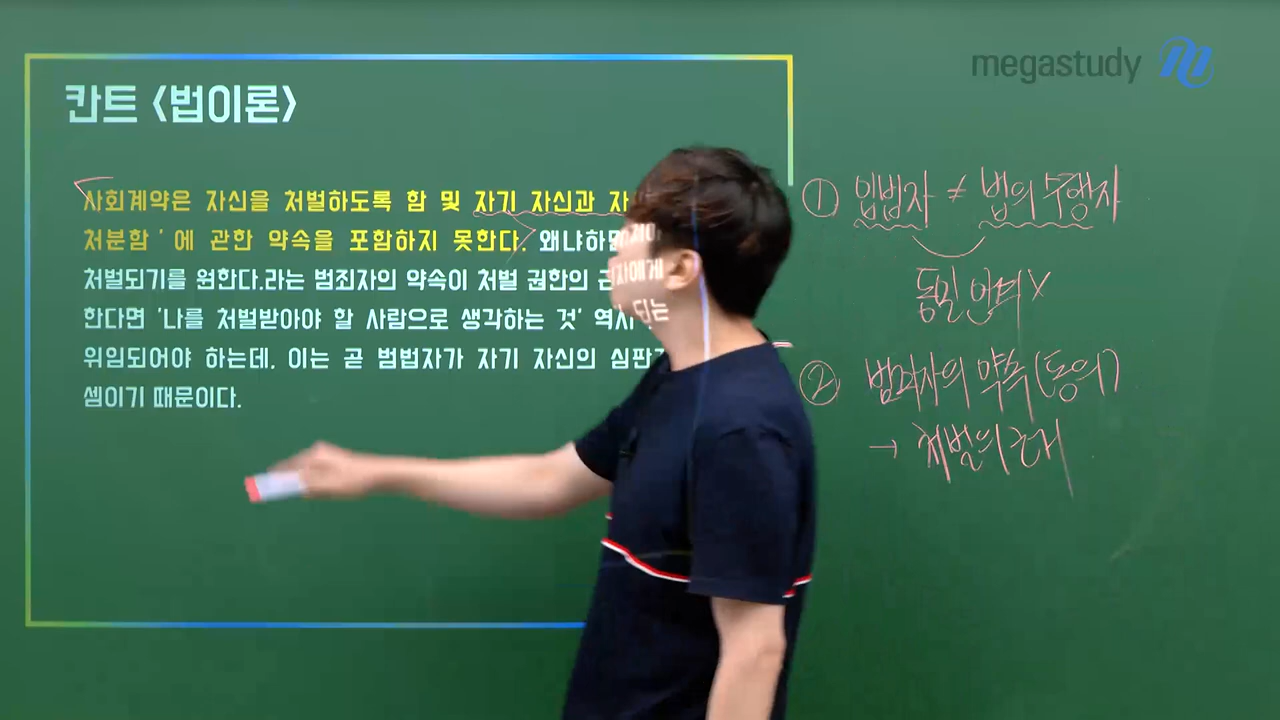 megastudy
칸트 <법이론>
사회계약은 자신을 처벌하도록 함 및 자기 자신과 자
처분함 ' 에 관한 약속을 포함하지 못한다. 왜냐하면
처벌되기를 원한다.라는 범죄자의 약속이 처벌 권한의 자에게
한다면 '나를 처벌받아야 할 사람으로 생각하는 것' 역시 되는
위임되어야 하는데, 이는 곧 범법자가 자기 자신의 심판
셈이기 때문이다.
① 입법자 ≠ 법의 수행자
동일 인격 X
② 범죄자의 약속(동의)
→ 처벌의 근거